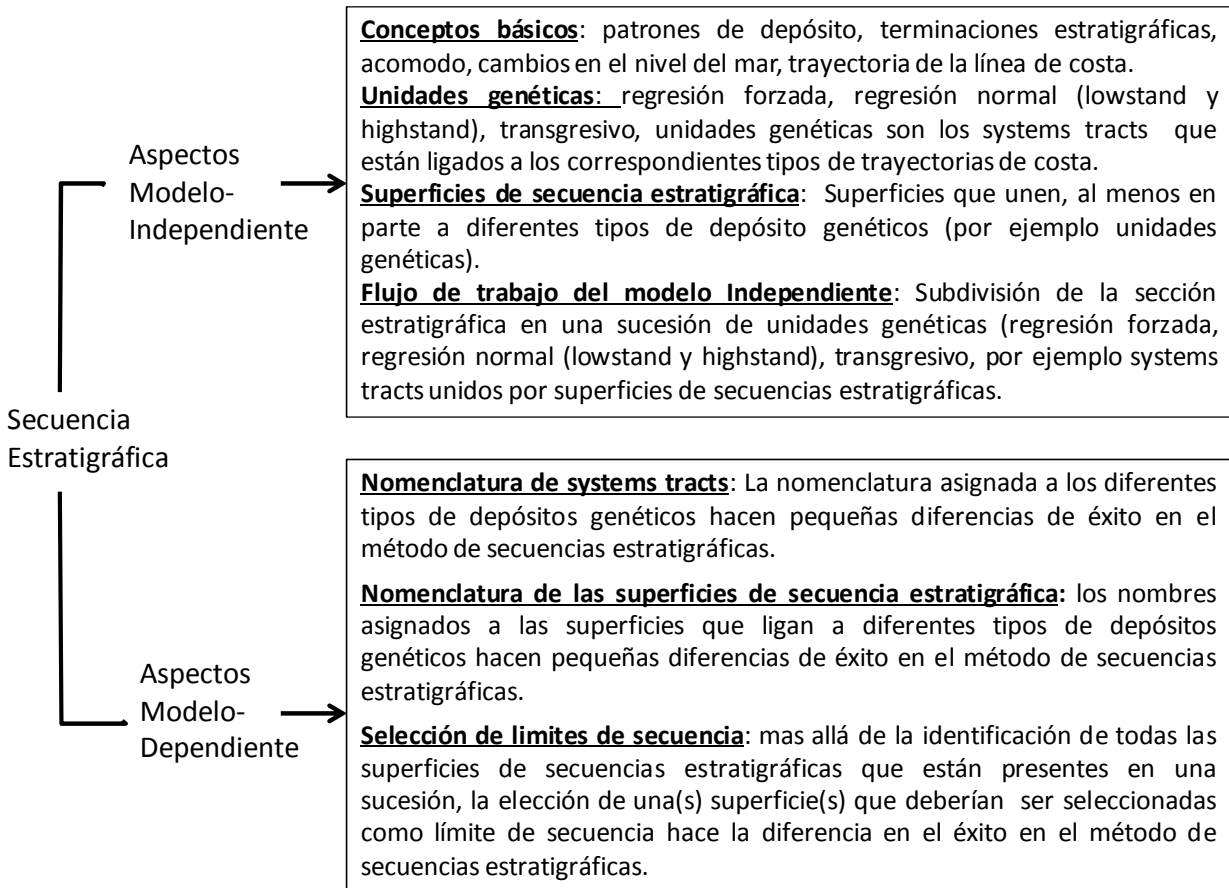 Conceptos básicos: patrones de depósito, terminaciones estratigráficas,
acomodo, cambios en el nivel del mar, trayectoria de la línea de costa.
Unidades genéticas: regresión forzada, regresión normal (lowstand y
highstand), transgresivo, unidades genéticas son los systems tracts que
están ligados a los correspondientes tipos de trayectorias de costa.
Superficies de secuencia estratigráfica: Superficies que unen, al menos en
parte a diferentes tipos de depósito genéticos (por ejemplo unidades
genéticas).
Flujo de trabajo del modelo Independiente: Subdivisión de la sección
estratigráfica en una sucesión de unidades genéticas (regresión forzada,
regresión normal (lowstand y highstand), transgresivo, por ejemplo systems
tracts unidos por superficies de secuencias estratigráficas.
Aspectos
Modelo-
Independiente
Secuencia
Estratigráfica
Nomenclatura de systems tracts: La nomenclatura asignada a los diferentes
tipos de depósitos genéticos hacen pequeñas diferencias de éxito en el
método de secuencias estratigráficas.
Nomenclatura de las superficies de secuencia estratigráfica: los nombres
asignados a las superficies que ligan a diferentes tipos de depósitos
genéticos hacen pequeñas diferencias de éxito en el método de secuencias
estratigráficas.
Selección de limites de secuencia: mas allá de la identificación de todas las
superficies de secuencias estratigráficas que están presentes en una
sucesión, la elección de una(s) superficie(s) que deberían ser seleccionadas
como límite de secuencia hace la diferencia en el éxito en el método de
secuencias estratigráficas.
Aspectos
Modelo-
Dependiente